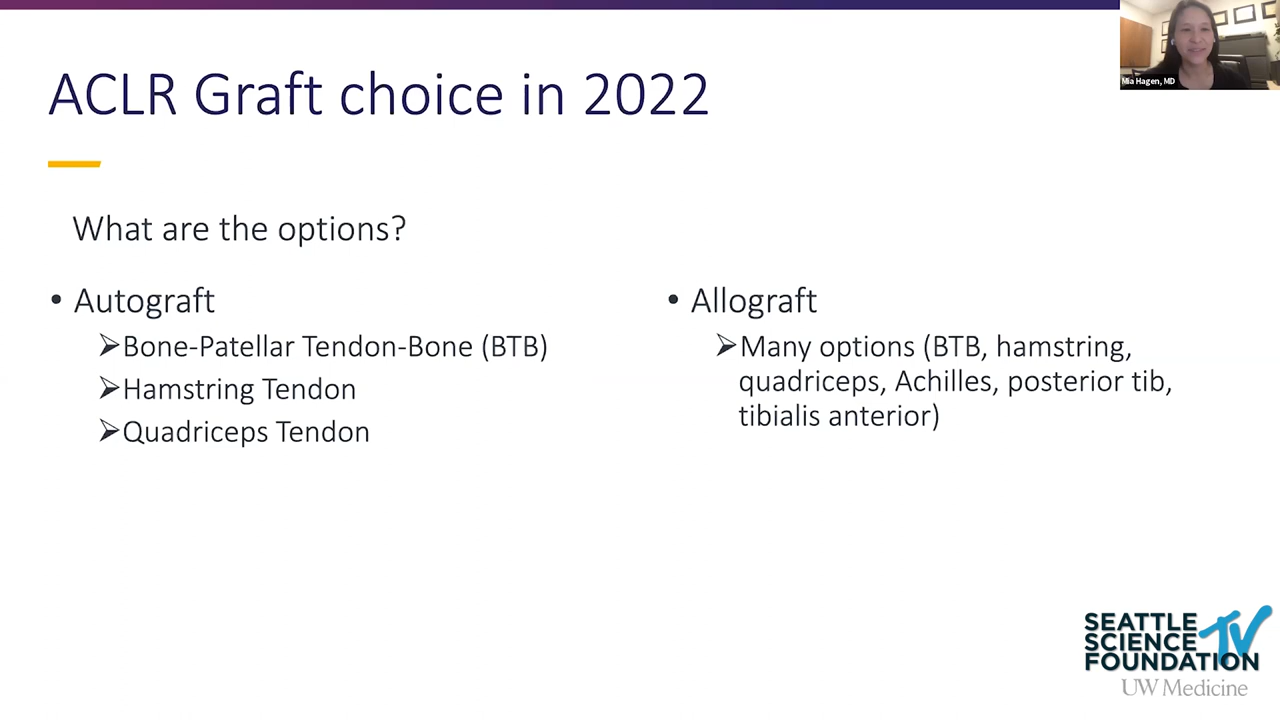 ACLR Graft choice in 2022
Mia Hagen, MD
What are the options?
• Autograft
➢Bone-Patellar Tendon-Bone (BTB)
➢Hamstring Tendon
➢Quadriceps Tendon
• Allograft
➢Many options (BTB, hamstring,
quadriceps, Achilles, posterior tib,
tibialis anterior)
SEATTLE
SCIENCE
FOUNDATION
TV
UW Medicine